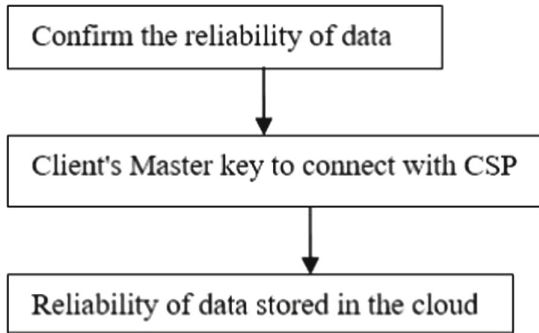 Confirm the reliability of data
Client's Master key to connect with CSP
Reliability of data stored in the cloud